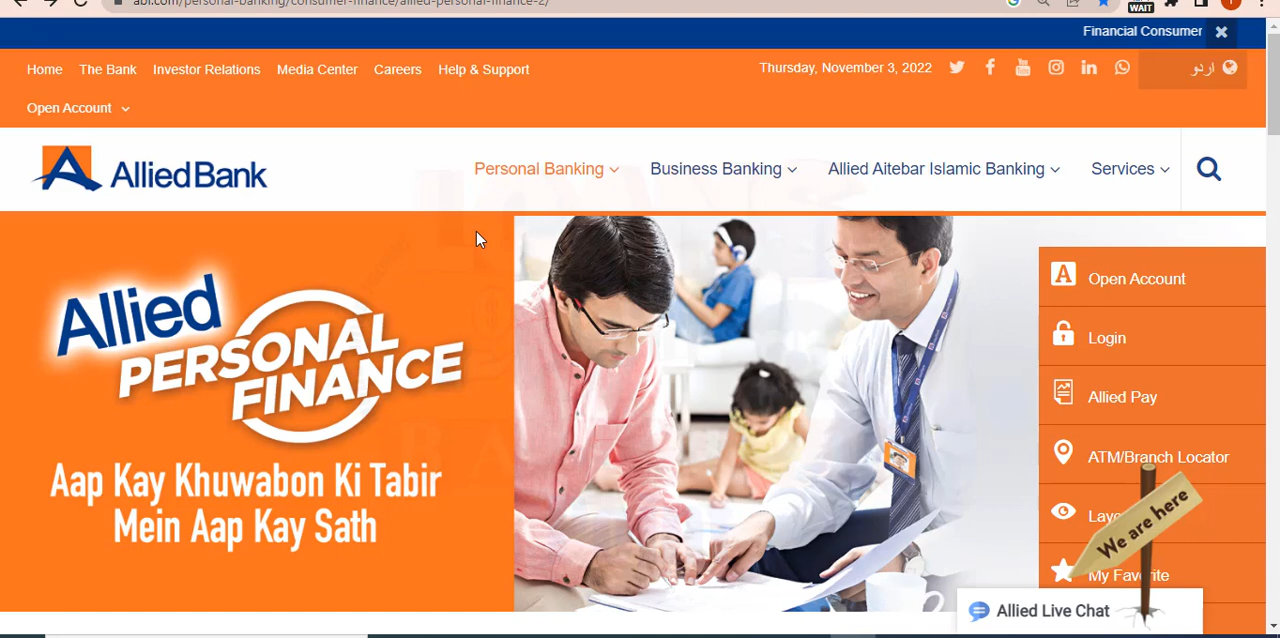 abl.com/personal-banking/consumer-finance/allied-personal-finance-2/
WAIT
Financial Consumer
Home The Bank Investor Relations Media Center Careers Help & Support
Thursday, November 3, 2022
اردو
Open Account
Allied Bank
Personal Banking Business Banking Allied Aitebar Islamic Banking Services
Allied
PERSONAL
FINANCE
Aap Kay Khuwabon Ki Tabir
Mein Aap Kay Sath
Open Account
Login
Allied Pay
ATM/Branch Locator
We are here
My Favorite
Allied Live Chat